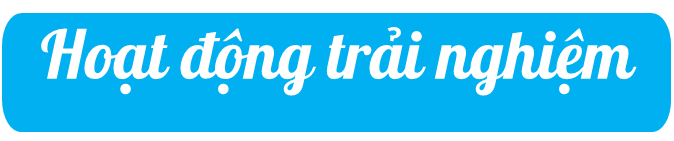 Hoạt động trải nghiệm